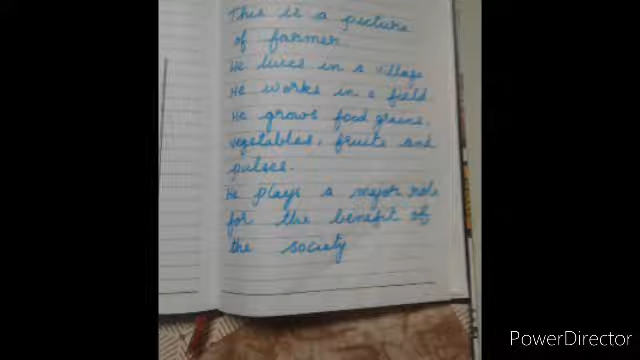 This is a picture
of farmer
He lives in a village
He works in a field
He grows food grains,
vegetables, fruits and
pulses.
He plays a major role
for the benefit of
the society
PowerDirector